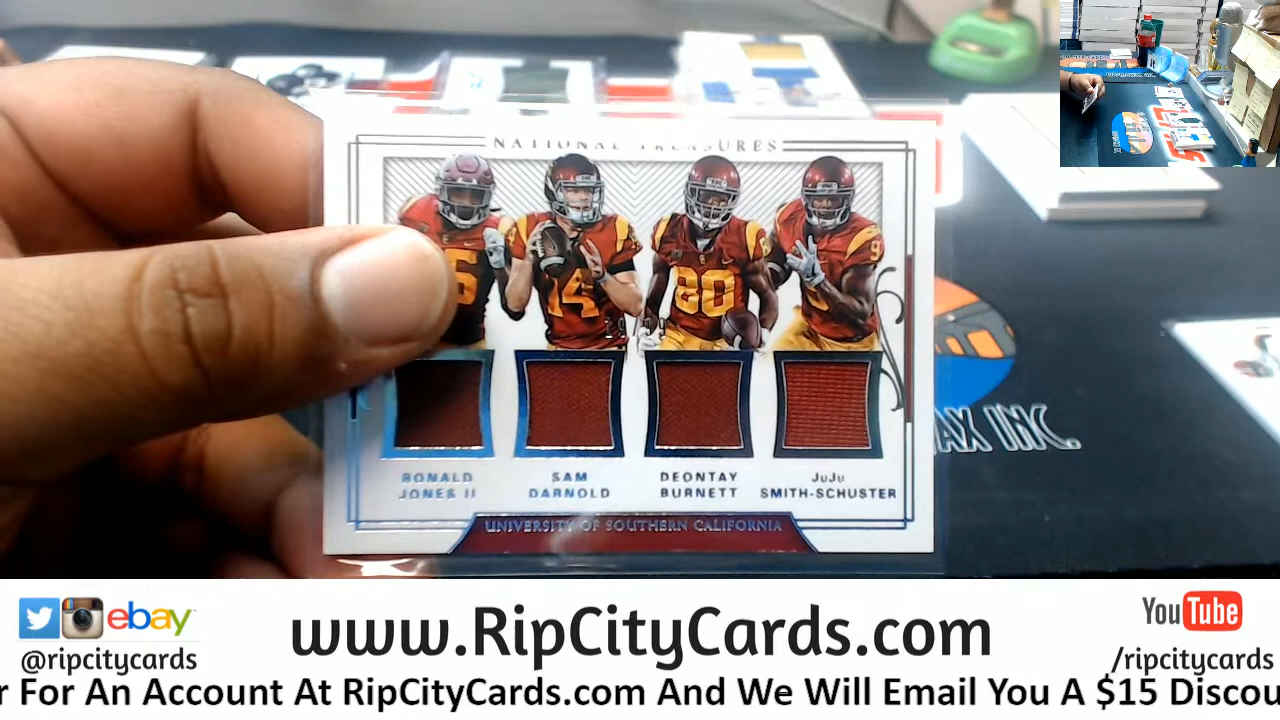 NATIONAL TREASURES
14
80
RONALD JONES II
SAM DARNOLD
DEONTAY BURNETT
JuJu SMITH-SCHUSTER
UNIVERSITY OF SOUTHERN CALIFORNIA
AX INC.
ebay
@ripcitycards
www.RipCityCards.com
YouTube
/ripcitycards
r For An Account At RipCityCards.com And We Will Email You A $15 Discou